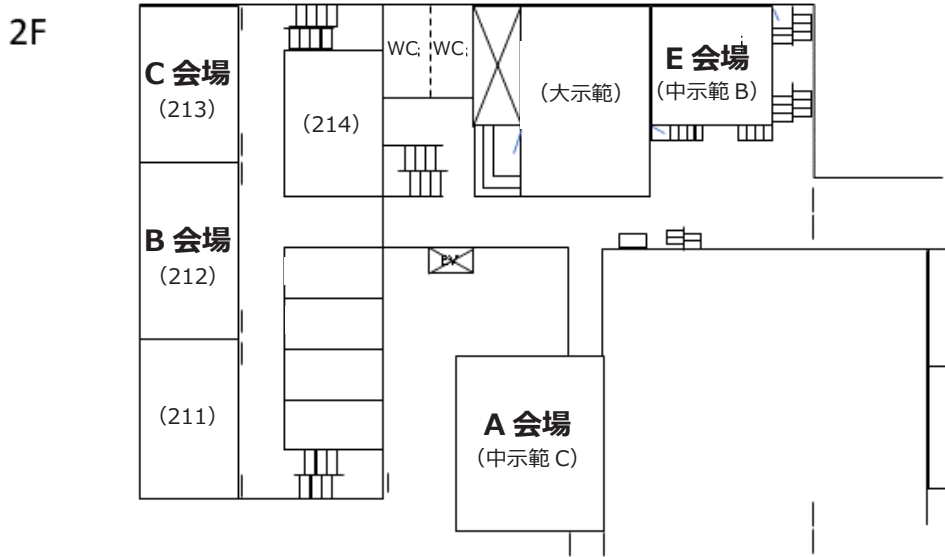 2F
C 会場
（213）
（214）
WC
WC
（大示範）
E 会場
（中示範 B）
B 会場
（212）
EV
（211）
A 会場
（中示範 C）